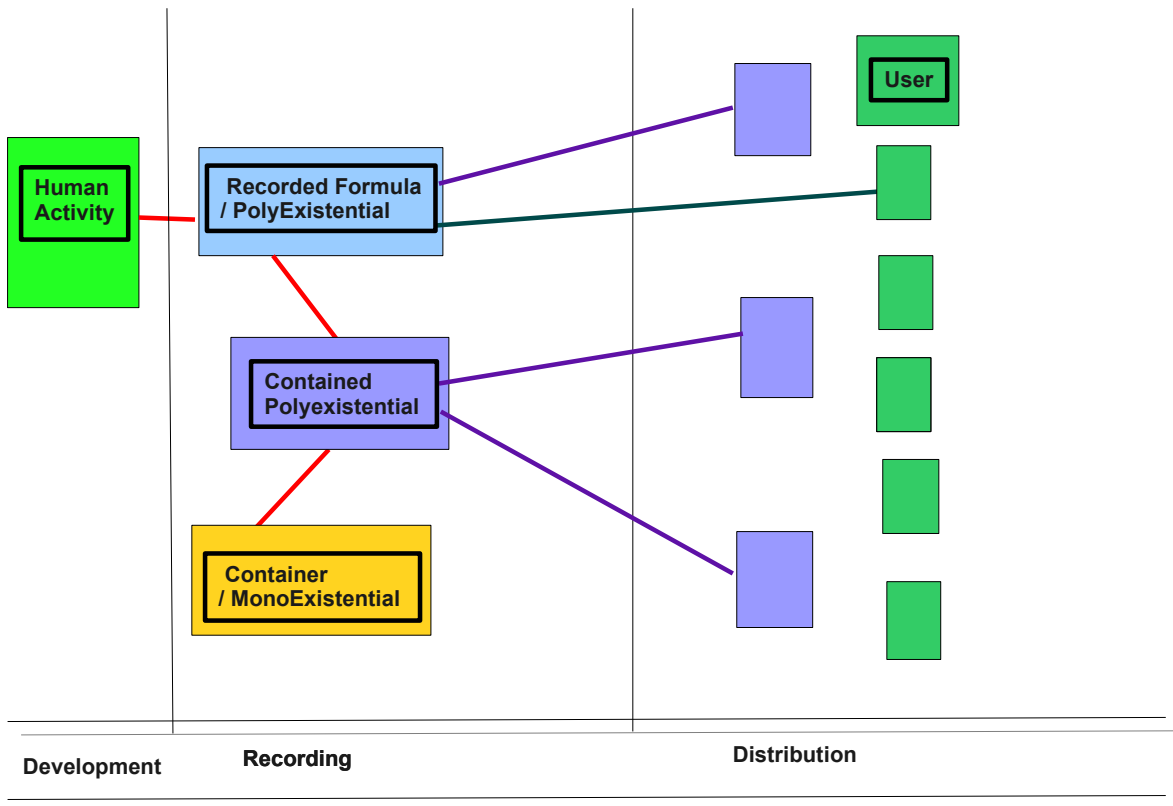 User
Human
Activity
Recorded Formula
/ PolyExistential
Contained
Polyexistential
Container
/ MonoExistential
Development
Recording
Distribution